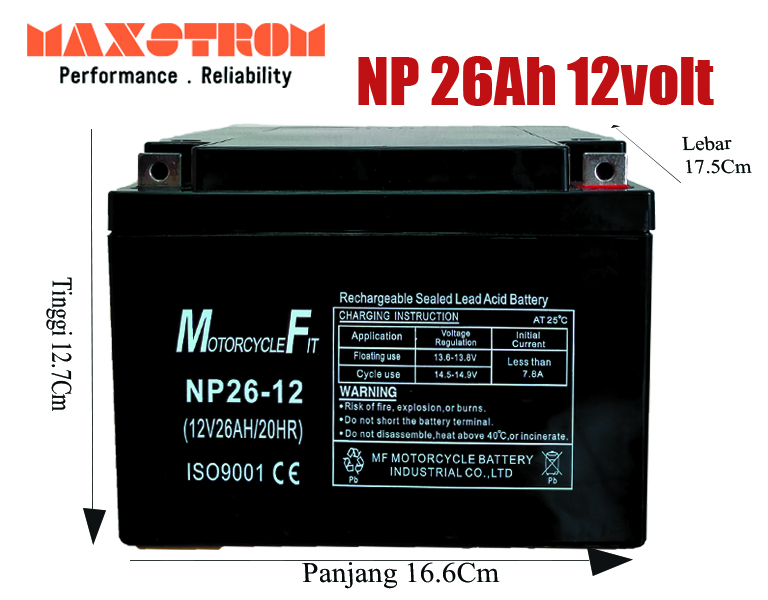 MAXSTROM
Performance . Reliability
NP 26Ah 12volt
Lebar
17.5Cm
Tinggi 12.7Cm
Rechargeable Sealed Lead Acid Battery
CHARGING INSTRUCTION
AT 25°C
Application Voltage Regulation Initial Current
Floating use 13.6-13.8V Less than 7.8A
Cycle use 14.5-14.9V
WARNING
•Risk of fire, explosion,or burns.
•Do not short the battery terminal.
•Do not disassemble,heat above 40°C,or incinerate.
MF MOTORCYCLE BATTERY
INDUSTRIAL CO.,LTD
Pb Pb
MOTORCYCLE FIT
NP26-12
(12V26AH/20HR)
ISO9001 CE
Panjang 16.6Cm